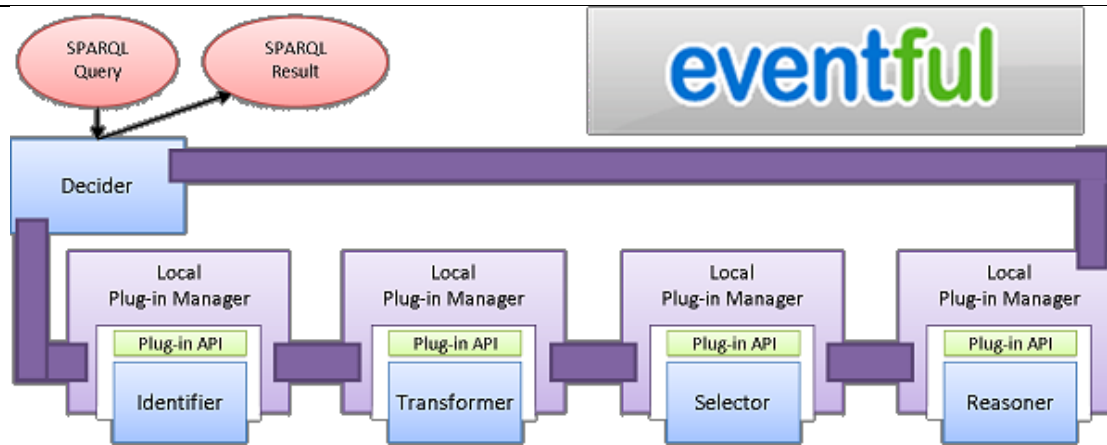 SPARQL
Query
SPARQL
Result
eventful
Decider
Local
Plug-in Manager
Plug-in API
Identifier
Local
Plug-in Manager
Plug-in API
Transformer
Local
Plug-in Manager
Plug-in API
Selector
Local
Plug-in Manager
Plug-in API
Reasoner